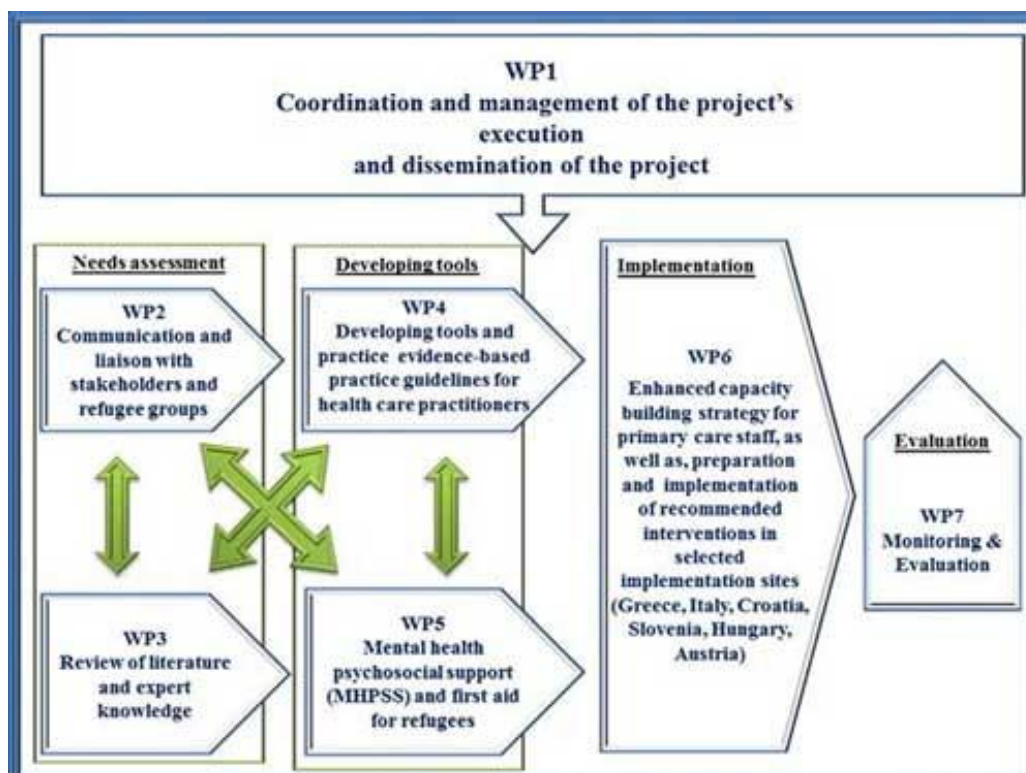 WP1
Coordination and management of the project's
execution
and dissemination of the project
Needs assessment
WP2
Communication and
liaison with
stakeholders and
refugee groups
WP3
Review of literature
and expert
knowledge
Developing tools
WP4
Developing tools and
practice evidence-based
practice guidelines for
health care practitioners
WP5
Mental health
psychosocial support
(MHPSS) and first aid
for refugees
Implementation
WP6
Enhanced capacity
building strategy for
primary care staff, as
well as, preparation
and implementation
of recommended
interventions in
selected
implementation sites
(Greece, Italy, Croatia,
Slovenia, Hungary,
Austria)
Evaluation
WP7
Monitoring &
Evaluation